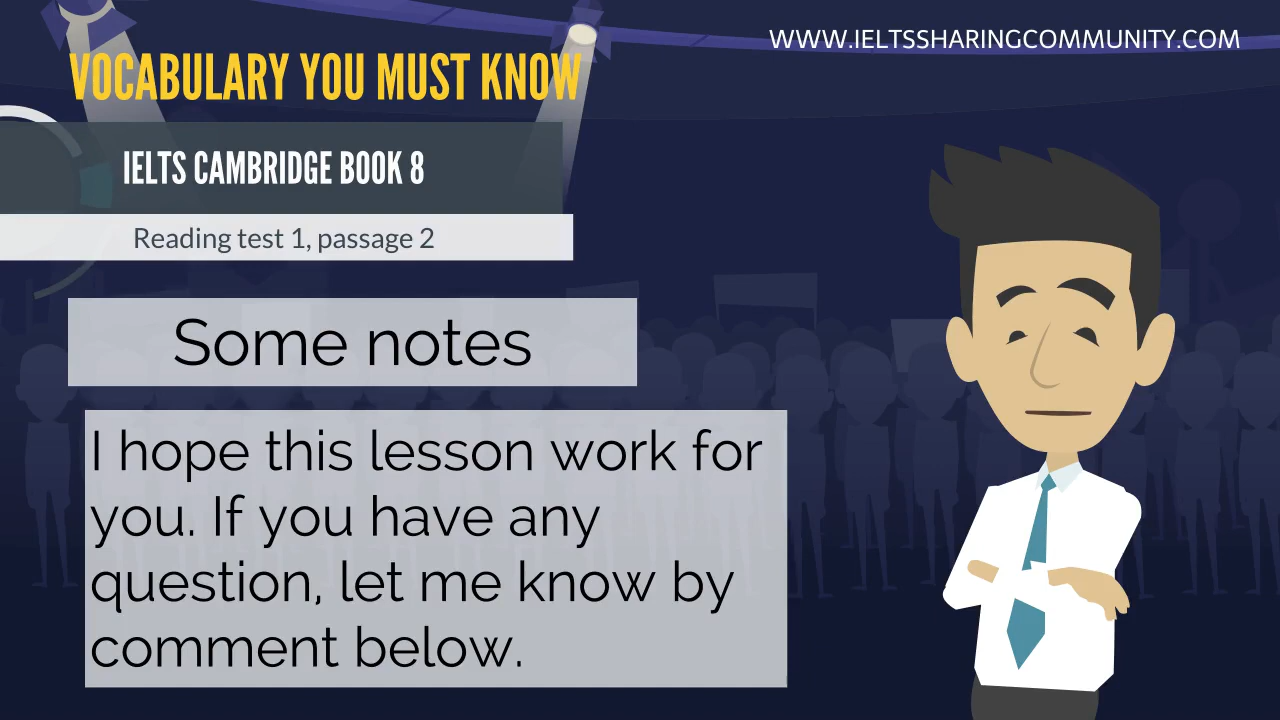 WWW.IELTSSHARINGCOMMUNITY.COM
VOCABULARY YOU MUST KNOW
IELTS CAMBRIDGE BOOK 8
Reading test 1, passage 2
Some notes
I hope this lesson work for
you. If you have any
question, let me know by
comment below.